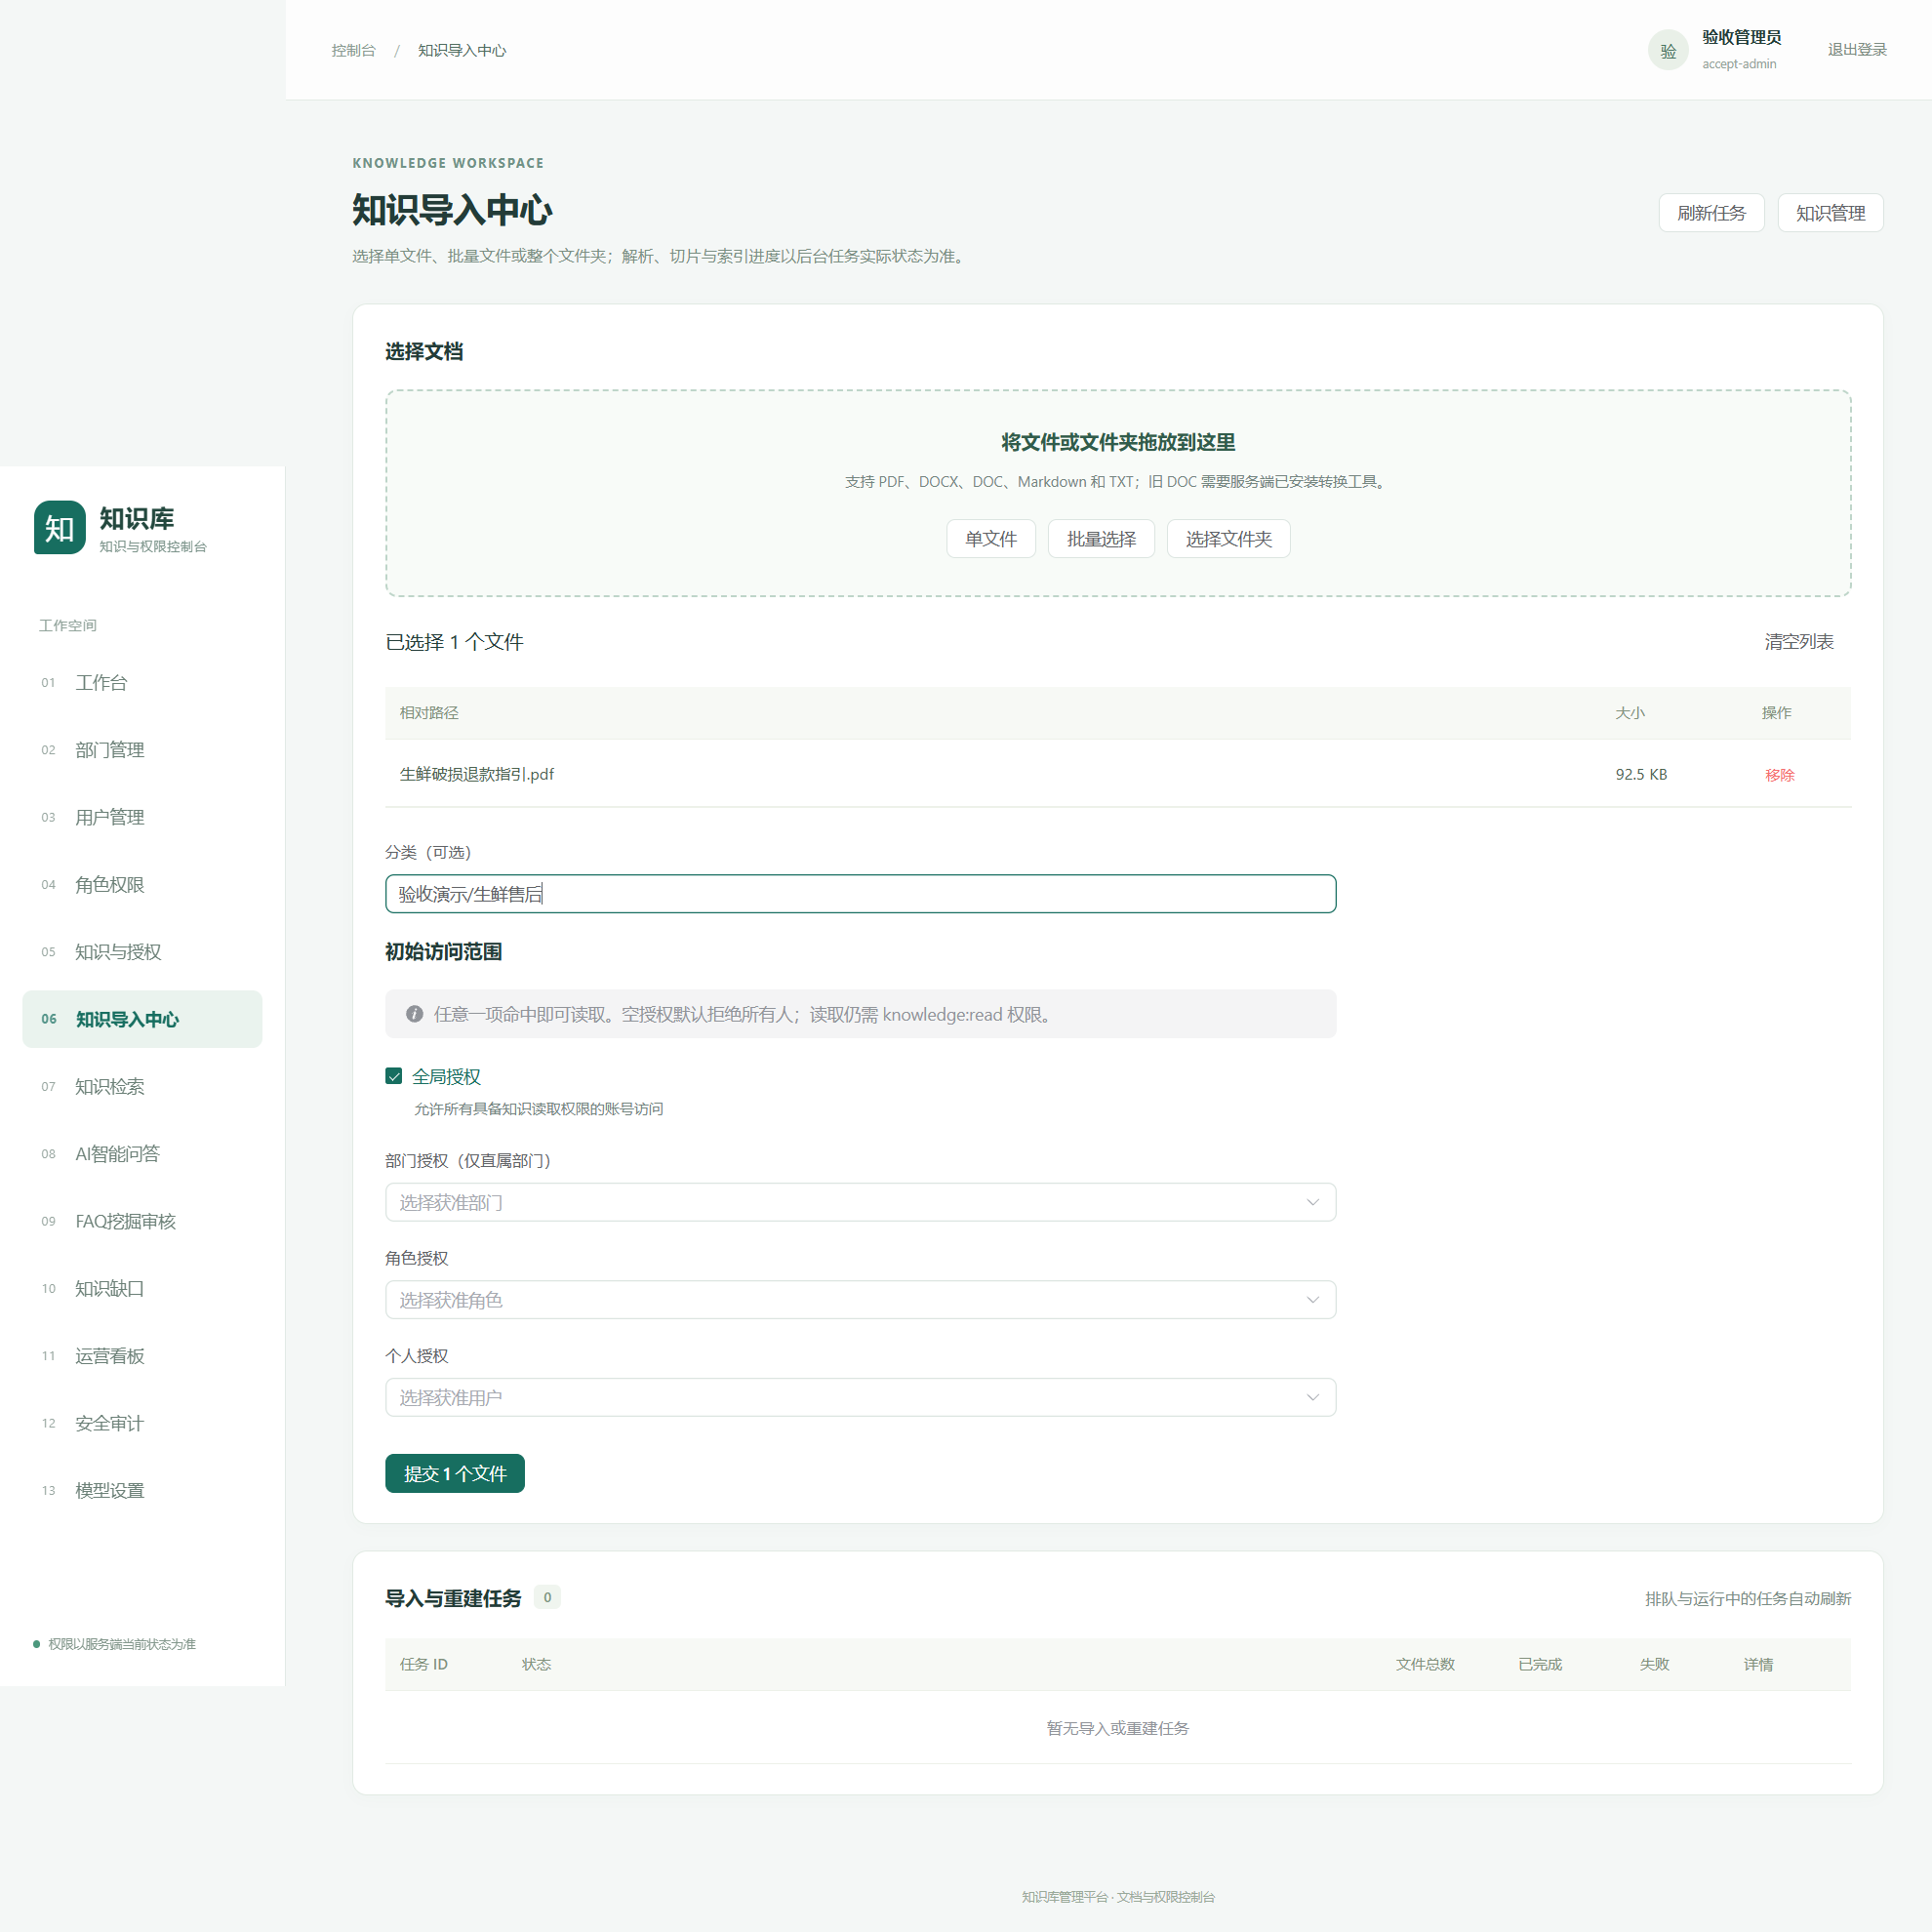 控制台 / 知识导入中心
验
验收管理员
accept-admin
退出登录
KNOWLEDGE WORKSPACE
知识导入中心
选择单文件、批量文件或整个文件夹；解析、切片与索引进度以后台任务实际状态为准。
刷新任务
知识管理
知
知识库
知识与权限控制台
工作空间
01 工作台
02 部门管理
03 用户管理
04 角色权限
05 知识与授权
06 知识导入中心
07 知识检索
08 AI智能问答
09 FAQ挖掘审核
10 知识缺口
11 运营看板
12 安全审计
13 模型设置
权限以服务端当前状态为准
选择文档
将文件或文件夹拖放到这里
支持 PDF、DOCX、DOC、Markdown 和 TXT；旧 DOC 需要服务端已安装转换工具。
单文件 批量选择 选择文件夹
已选择 1 个文件 清空列表
相对路径 大小 操作
生鲜破损退款指引.pdf 92.5 KB 移除
分类（可选）
验收演示/生鲜售后
初始访问范围
任意一项命中即可读取。空授权默认拒绝所有人；读取仍需 knowledge:read 权限。
全局授权
允许所有具备知识读取权限的账号访问
部门授权（仅直属部门）
选择获准部门
角色授权
选择获准角色
个人授权
选择获准用户
提交 1 个文件
导入与重建任务 0 排队与运行中的任务自动刷新
任务 ID 状态 文件总数 已完成 失败 详情
暂无导入或重建任务
知识库管理平台 · 文档与权限控制台